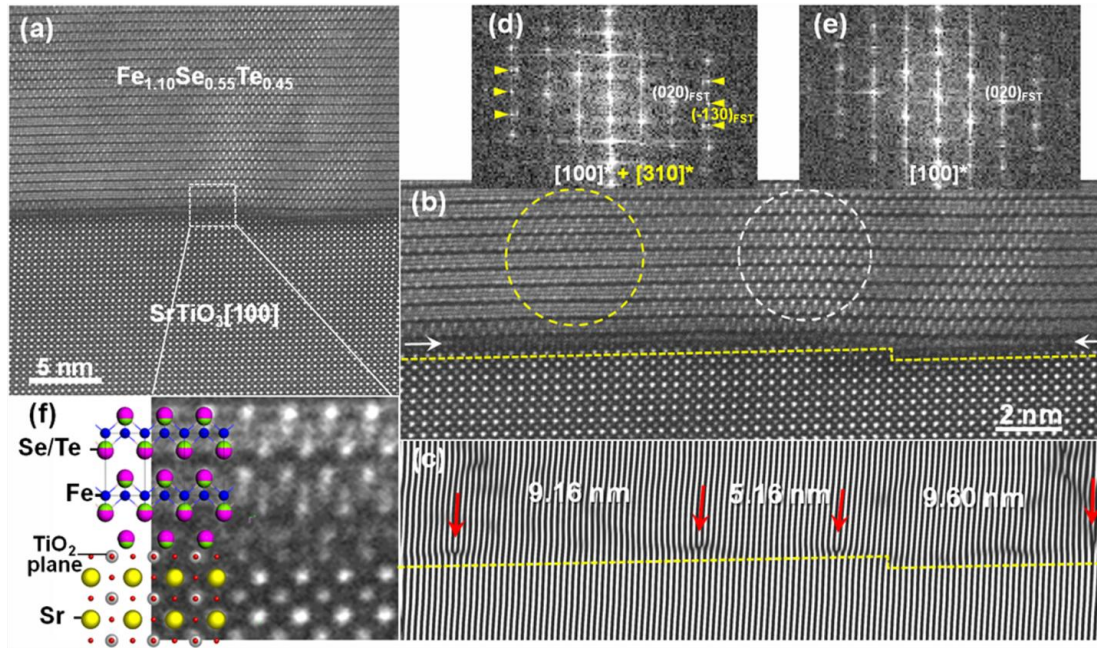 (a)
Fe1.10Se0.55Te0.45
SrTiO3[100]
5 nm
(d)
(020)FST
(-130)FST
[100]* + [310]*
(e)
(020)FST
[100]*
(b)
2 nm
(c)
9.16 nm
5.16 nm
9.60 nm
(f)
Se/Te
Fe
TiO2
plane
Sr